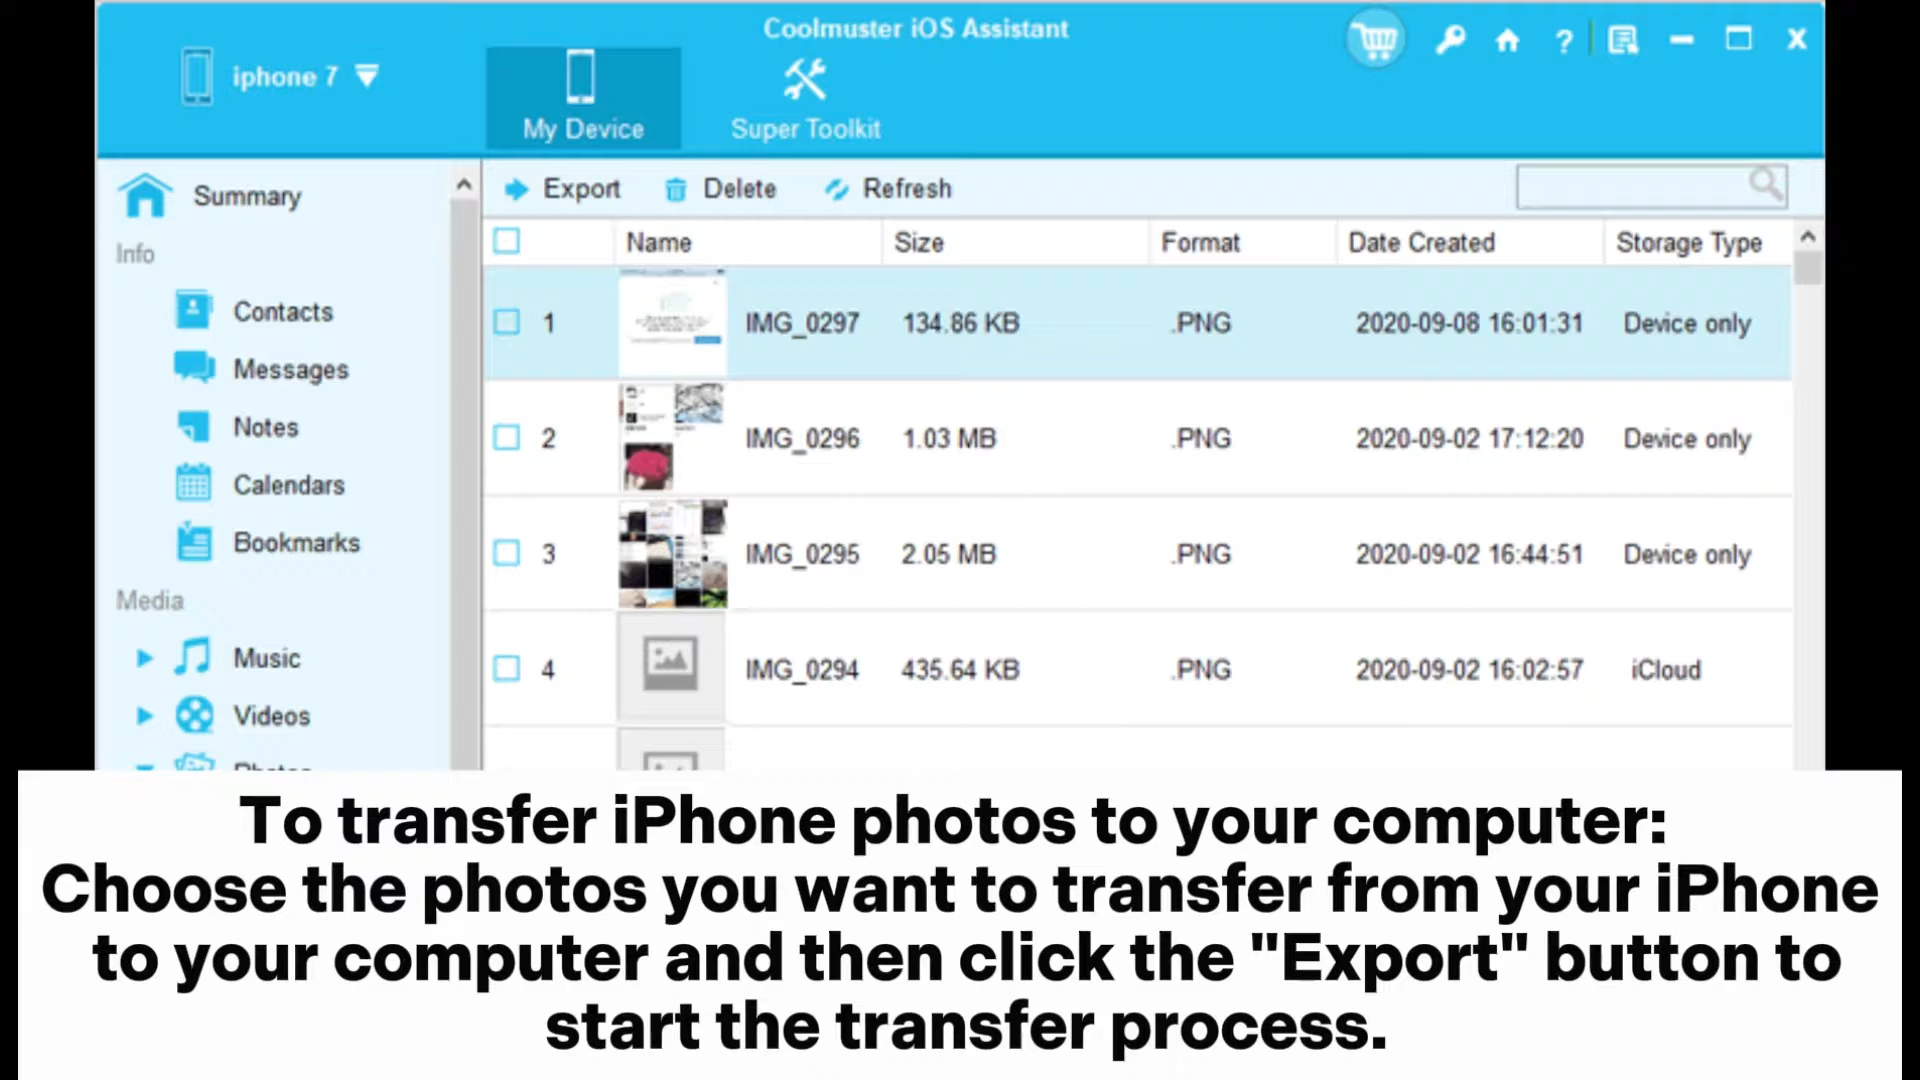 Coolmuster iOS Assistant
iphone 7
My Device
Super Toolkit
?
Summary
Export Delete Refresh
Info
Name Size Format Date Created Storage Type
Contacts
Messages
Notes
Calendars
Bookmarks
Media
Music
Videos
Photos
1 IMG_0297 134.86 KB .PNG 2020-09-08 16:01:31 Device only
2 IMG_0296 1.03 MB .PNG 2020-09-02 17:12:20 Device only
3 IMG_0295 2.05 MB .PNG 2020-09-02 16:44:51 Device only
4 IMG_0294 435.64 KB .PNG 2020-09-02 16:02:57 iCloud
To transfer iPhone photos to your computer:
Choose the photos you want to transfer from your iPhone
to your computer and then click the "Export" button to
start the transfer process.